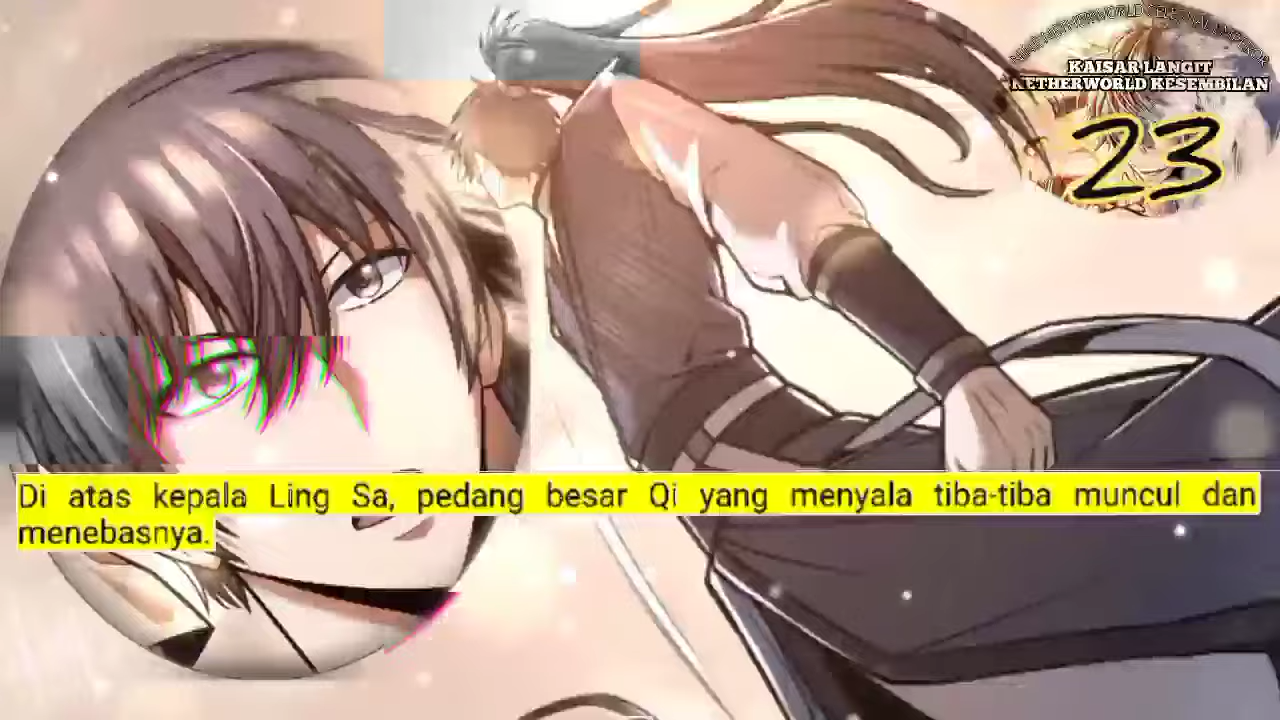 KAISAR LANGIT
NETHERWORLD KESEMBILAN
23
Di atas kepala Ling Sa, pedang besar Qi yang menyala tiba-tiba muncul dan
menebasnya.